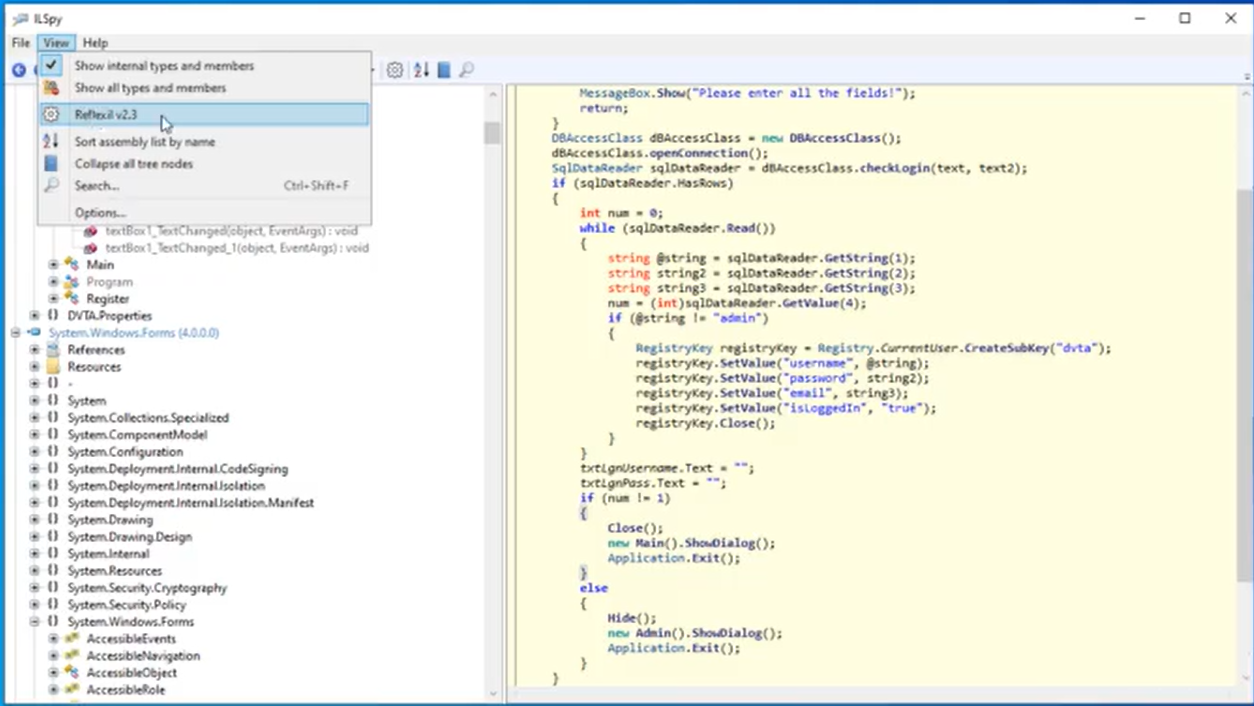 ILSpy
File View Help
Show internal types and members
Show all types and members
Reflexil v2.3
Sort assembly list by name
Collapse all tree nodes
Search... Ctrl+Shift+F
Options...
textBox1_TextChanged(object, EventArgs) : void
textBox1_TextChanged_1(object, EventArgs) : void
Main
Program
Register
{} DVTA.Properties
System.Windows.Forms (4.0.0.0)
References
Resources
{} -
{} System
{} System.Collections.Specialized
{} System.ComponentModel
{} System.Configuration
{} System.Deployment.Internal.CodeSigning
{} System.Deployment.Internal.Isolation
{} System.Deployment.Internal.Isolation.Manifest
{} System.Drawing
{} System.Drawing.Design
{} System.Internal
{} System.Resources
{} System.Security.Cryptography
{} System.Security.Policy
{} System.Windows.Forms
AccessibleEvents
AccessibleNavigation
AccessibleObject
AccessibleRole
MessageBox.Show("Please enter all the fields!");
return;
}
DBAccessClass dBAccessClass = new DBAccessClass();
dBAccessClass.openConnection();
SqlDataReader sqlDataReader = dBAccessClass.checkLogin(text, text2);
if (sqlDataReader.HasRows)
{
int num = 0;
while (sqlDataReader.Read())
{
string @string = sqlDataReader.GetString(1);
string string2 = sqlDataReader.GetString(2);
string string3 = sqlDataReader.GetString(3);
num = (int)sqlDataReader.GetValue(4);
if (@string != "admin")
{
RegistryKey registryKey = Registry.CurrentUser.CreateSubKey("dvta");
registryKey.SetValue("username", @string);
registryKey.SetValue("password", string2);
registryKey.SetValue("email", string3);
registryKey.SetValue("isLoggedIn", "true");
registryKey.Close();
}
}
txtLgnUsername.Text = "";
txtLgnPass.Text = "";
if (num != 1)
{
Close();
new Main().ShowDialog();
Application.Exit();
}
else
{
Hide();
new Admin().ShowDialog();
Application.Exit();
}
}